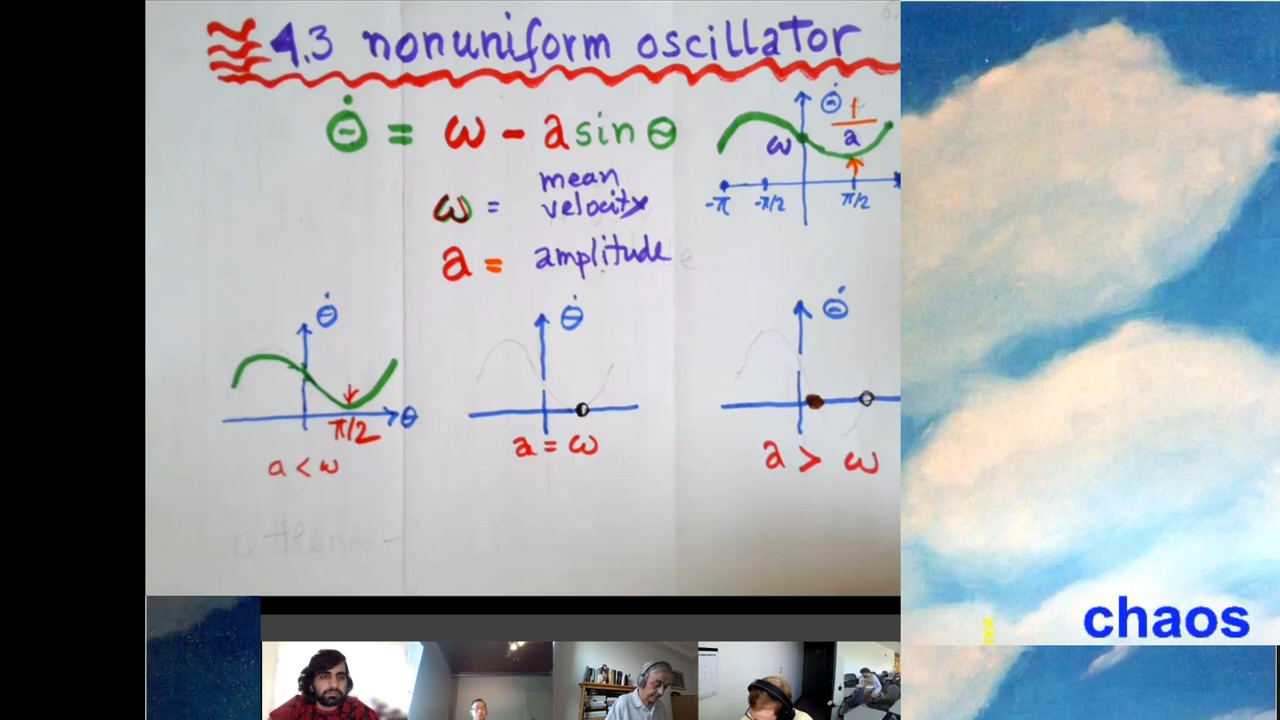 4.3 nonuniform oscillator
θ̇ = ω - a sin θ
ω = mean velocity
a = amplitude
θ̇
1
a
ω
-π -π/2 π/2
θ̇
θ
π/2
a < ω
θ̇
a = ω
θ̇
a > ω
chaos